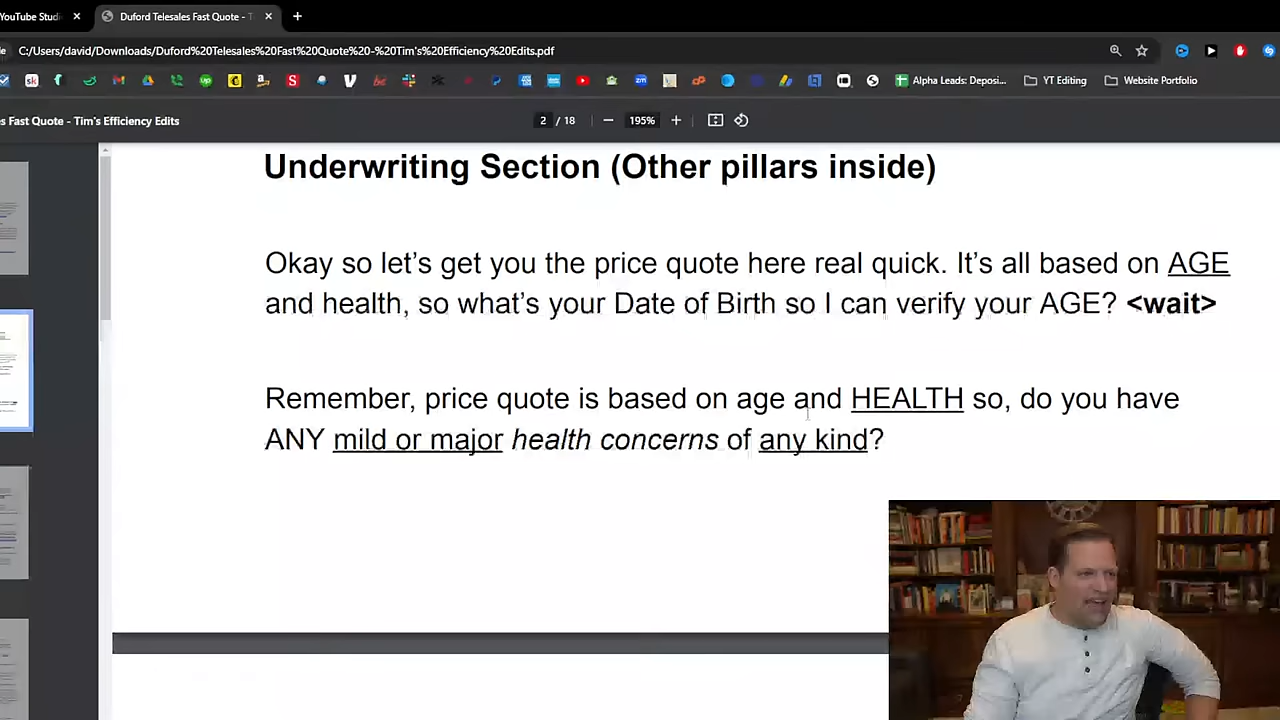 YouTube Studi
Duford Telesales Fast Quote - T
C:/Users/david/Downloads/Duford%20Telesales%20Fast%20Quote%20-%20Tim's%20Efficiency%20Edits.pdf
Alpha Leads: Deposi...
YT Editing
Website Portfolio
s Fast Quote - Tim's Efficiency Edits
2 / 18
195%
Underwriting Section (Other pillars inside)
Okay so let’s get you the price quote here real quick. It’s all based on AGE
and health, so what’s your Date of Birth so I can verify your AGE? <wait>
Remember, price quote is based on age and HEALTH so, do you have
ANY mild or major health concerns of any kind?